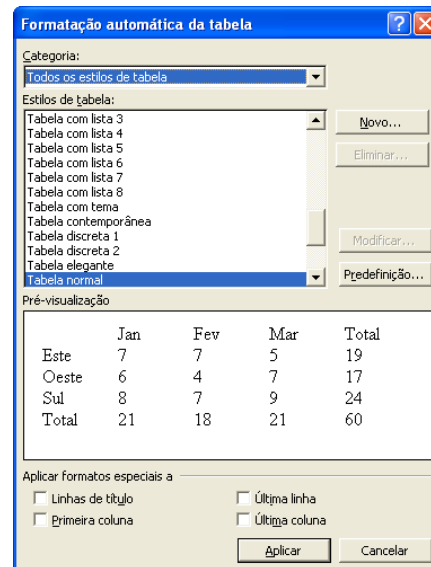 Formatação automática da tabela
Categoria:
Todos os estilos de tabela
Estilos de tabela:
Tabela com lista 3
Tabela com lista 4
Tabela com lista 5
Tabela com lista 6
Tabela com lista 7
Tabela com lista 8
Tabela com tema
Tabela contemporânea
Tabela discreta 1
Tabela discreta 2
Tabela elegante
Tabela normal
Novo...
Eliminar...
Modificar...
Predefinição...
Pré-visualização
Jan Fev Mar Total
Este 7 7 5 19
Oeste 6 4 7 17
Sul 8 7 9 24
Total 21 18 21 60
Aplicar formatos especiais a
Linhas de título Última linha
Primeira coluna Última coluna
Aplicar Cancelar